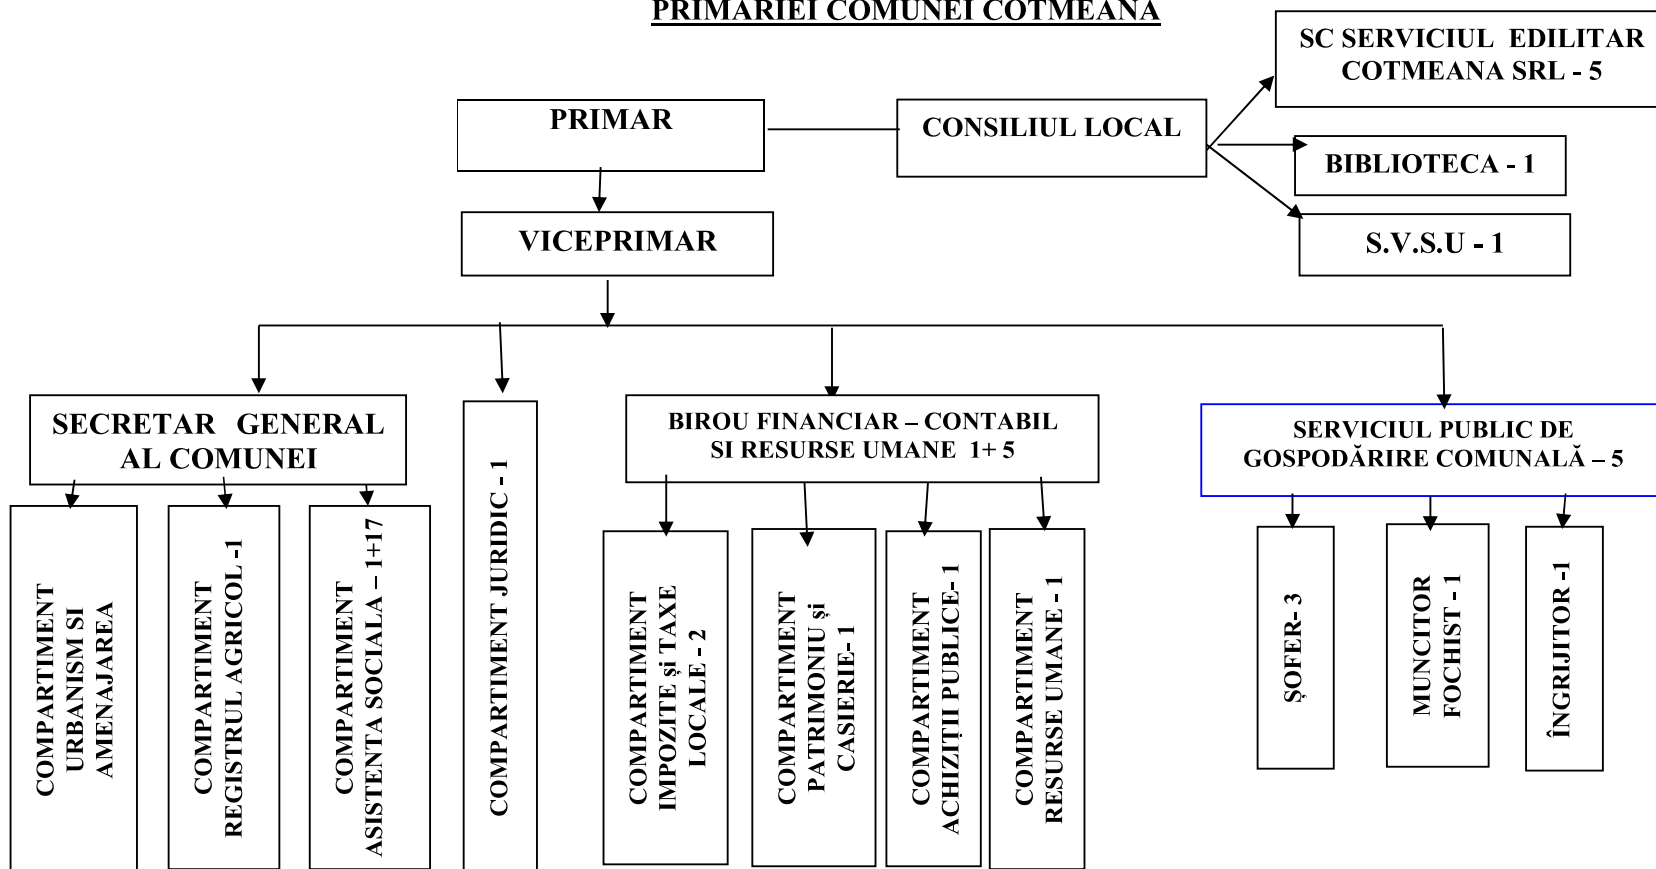 PRIMARIEI COMUNEI COTMEANA
SC SERVICIUL EDILITAR
COTMEANA SRL - 5
PRIMAR
CONSILIUL LOCAL
BIBLIOTECA - 1
VICEPRIMAR
S.V.S.U - 1
SECRETAR GENERAL
AL COMUNEI
BIROU FINANCIAR – CONTABIL
SI RESURSE UMANE 1+ 5
SERVICIUL PUBLIC DE
GOSPODĂRIRE COMUNALĂ – 5
COMPARTIMENT
URBANISM SI
AMENAJAREA
COMPARTIMENT
REGISTRUL AGRICOL -1
COMPARTIMENT
ASISTENTA SOCIALA – 1+17
COMPARTIMENT JURIDIC - 1
COMPARTIMENT
IMPOZITE și TAXE
LOCALE - 2
COMPARTIMENT
PATRIMONIU și
CASIERIE- 1
COMPARTIMENT
ACHIZIȚII PUBLICE- 1
COMPARTIMENT
RESURSE UMANE - 1
ȘOFER- 3
MUNCITOR
FOCHIST - 1
ÎNGRIJITOR -1